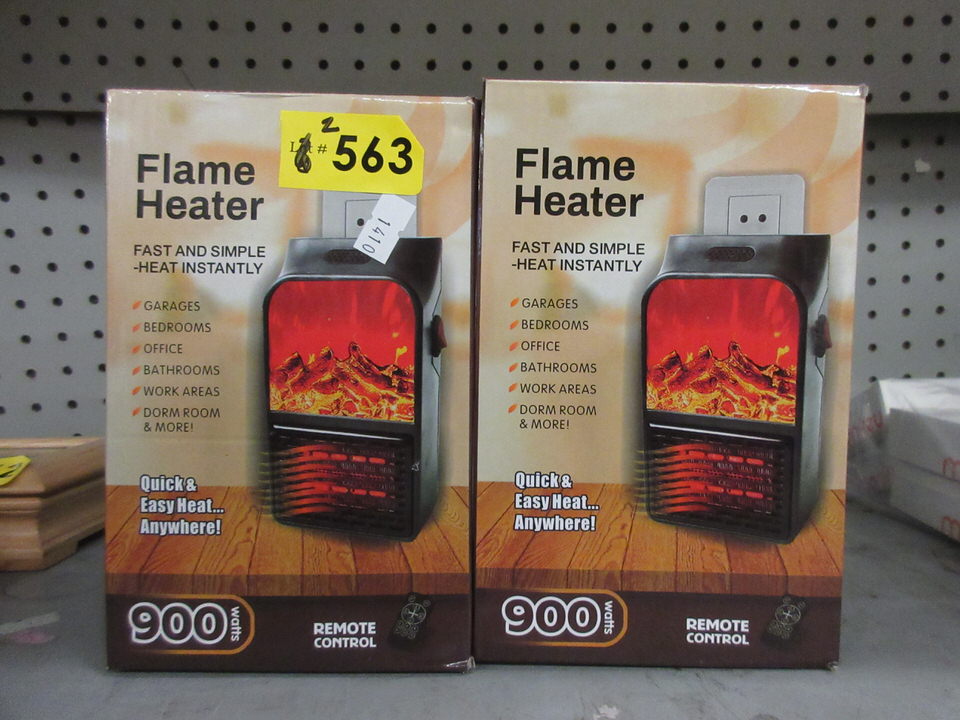 Lot # 2 563
1410
Flame
Heater
FAST AND SIMPLE
-HEAT INSTANTLY
GARAGES
BEDROOMS
OFFICE
BATHROOMS
WORK AREAS
DORM ROOM
& MORE!
Quick &
Easy Heat...
Anywhere!
900 watts
REMOTE
CONTROL
Flame
Heater
FAST AND SIMPLE
-HEAT INSTANTLY
GARAGES
BEDROOMS
OFFICE
BATHROOMS
WORK AREAS
DORM ROOM
& MORE!
Quick &
Easy Heat...
Anywhere!
900 watts
REMOTE
CONTROL